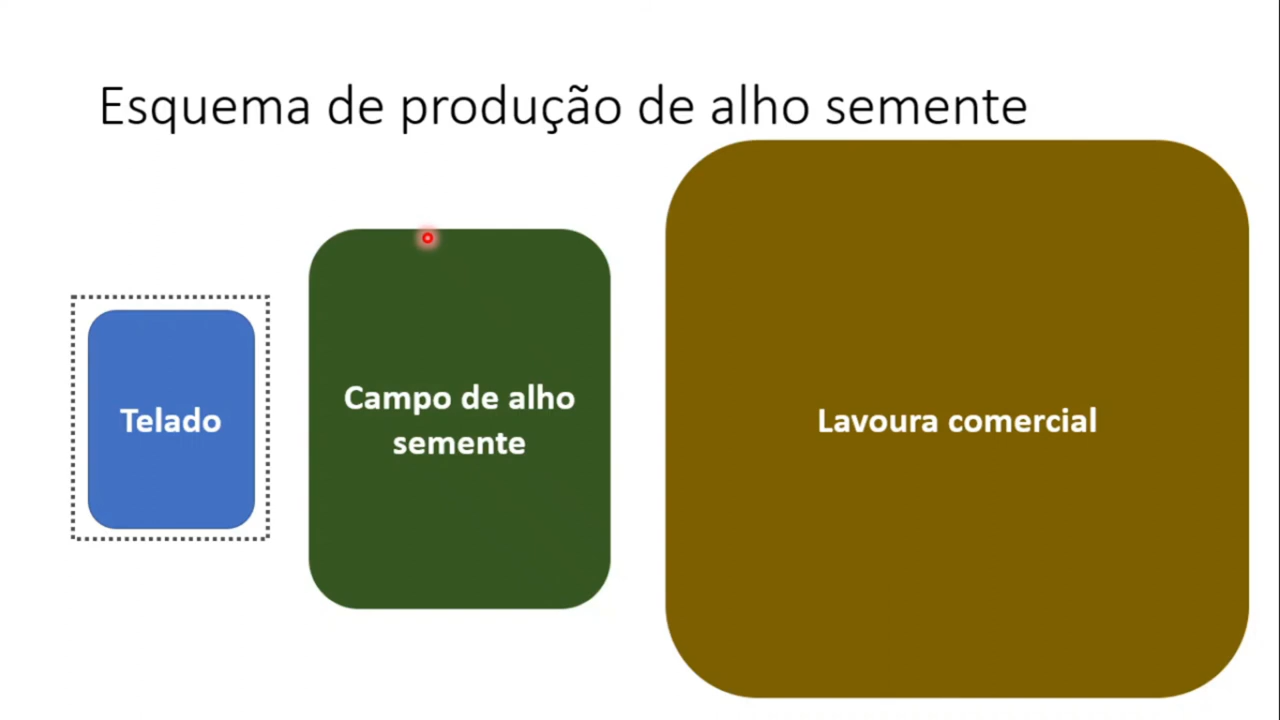 Esquema de produção de alho semente
Telado
Campo de alho
semente
Lavoura comercial